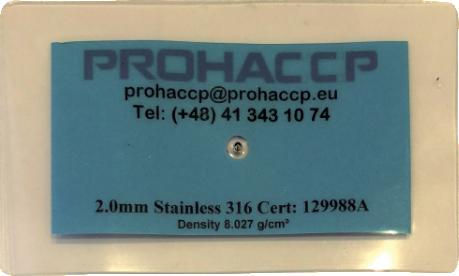 PROHACCP
prohaccp@prohaccp.eu
Tel: (+48) 41 343 10 74
2.0mm Stainless 316 Cert: 129988A
Density 8.027 g/cm³